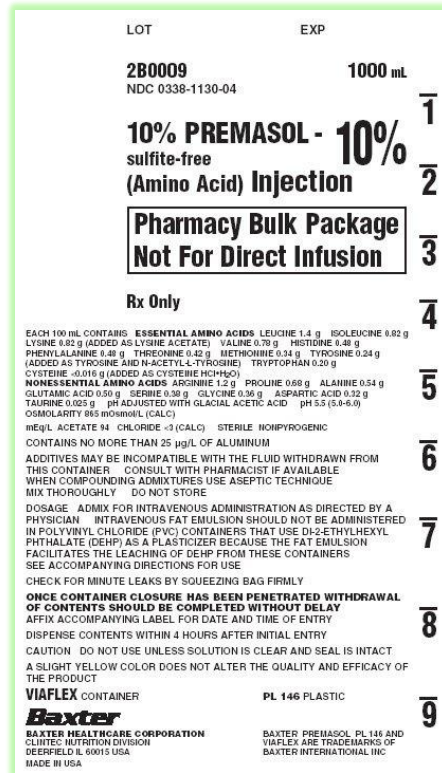 LOT EXP
2B0009 1000 mL
NDC 0338-1130-04
10% PREMASOL - 10%
sulfite-free
(Amino Acid) Injection
Pharmacy Bulk Package
Not For Direct Infusion
Rx Only
EACH 100 mL CONTAINS ESSENTIAL AMINO ACIDS LEUCINE 1.4 g ISOLEUCINE 0.82 g
LYSINE 0.82 g (ADDED AS LYSINE ACETATE) VALINE 0.78 g HISTIDINE 0.48 g
PHENYLALANINE 0.48 g THREONINE 0.42 g METHIONINE 0.34 g TYROSINE 0.24 g
(ADDED AS TYROSINE AND N-ACETYL-L-TYROSINE) TRYPTOPHAN 0.20 g
CYSTEINE <0.016 g (ADDED AS CYSTEINE HCl•H₂O)
NONESSENTIAL AMINO ACIDS ARGININE 1.2 g PROLINE 0.68 g ALANINE 0.54 g
GLUTAMIC ACID 0.50 g SERINE 0.38 g GLYCINE 0.36 g ASPARTIC ACID 0.32 g
TAURINE 0.025 g pH ADJUSTED WITH GLACIAL ACETIC ACID pH 5.5 (5.0-6.0)
OSMOLARITY 865 mOsmol/L (CALC)
mEq/L ACETATE 94 CHLORIDE <3 (CALC) STERILE NONPYROGENIC
CONTAINS NO MORE THAN 25 µg/L OF ALUMINUM
ADDITIVES MAY BE INCOMPATIBLE WITH THE FLUID WITHDRAWN FROM
THIS CONTAINER CONSULT WITH PHARMACIST IF AVAILABLE
WHEN COMPOUNDING ADMIXTURES USE ASEPTIC TECHNIQUE
MIX THOROUGHLY DO NOT STORE
DOSAGE ADMIX FOR INTRAVENOUS ADMINISTRATION AS DIRECTED BY A
PHYSICIAN INTRAVENOUS FAT EMULSION SHOULD NOT BE ADMINISTERED
IN POLYVINYL CHLORIDE (PVC) CONTAINERS THAT USE DI-2-ETHYLHEXYL
PHTHALATE (DEHP) AS A PLASTICIZER BECAUSE THE FAT EMULSION
FACILITATES THE LEACHING OF DEHP FROM THESE CONTAINERS
SEE ACCOMPANYING DIRECTIONS FOR USE
CHECK FOR MINUTE LEAKS BY SQUEEZING BAG FIRMLY
ONCE CONTAINER CLOSURE HAS BEEN PENETRATED WITHDRAWAL
OF CONTENTS SHOULD BE COMPLETED WITHOUT DELAY
AFFIX ACCOMPANYING LABEL FOR DATE AND TIME OF ENTRY
DISPENSE CONTENTS WITHIN 4 HOURS AFTER INITIAL ENTRY
CAUTION DO NOT USE UNLESS SOLUTION IS CLEAR AND SEAL IS INTACT
A SLIGHT YELLOW COLOR DOES NOT ALTER THE QUALITY AND EFFICACY OF
THE PRODUCT
VIAFLEX CONTAINER PL 146 PLASTIC
Baxter
BAXTER HEALTHCARE CORPORATION
CLINTEC NUTRITION DIVISION
DEERFIELD IL 60015 USA
MADE IN USA
BAXTER PREMASOL PL 146 AND
VIAFLEX ARE TRADEMARKS OF
BAXTER INTERNATIONAL INC
1
2
3
4
5
6
7
8
9